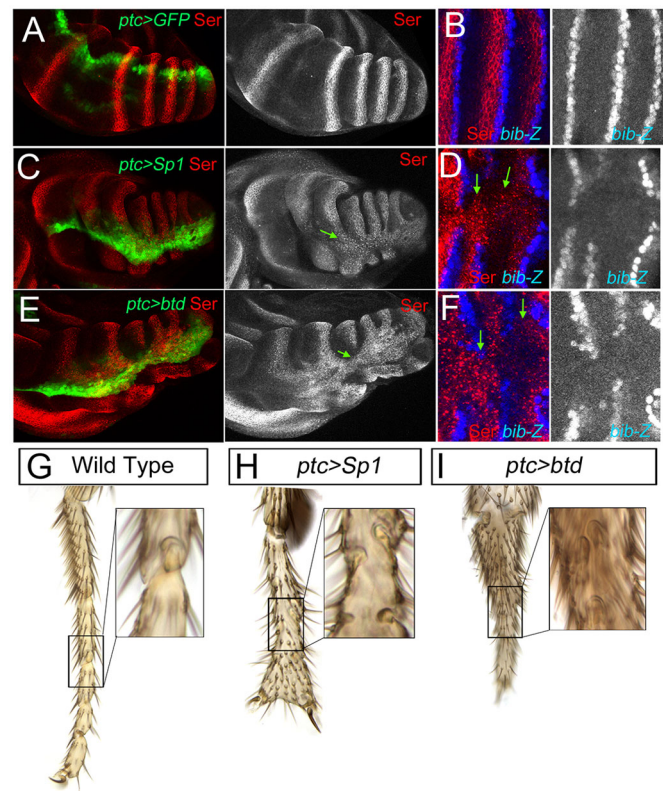 A ptc>GFP Ser Ser B Ser bib-Z bib-Z
C ptc>Sp1 Ser Ser D Ser bib-Z bib-Z
E ptc>btd Ser Ser F Ser bib-Z bib-Z
G Wild Type H ptc>Sp1 I ptc>btd